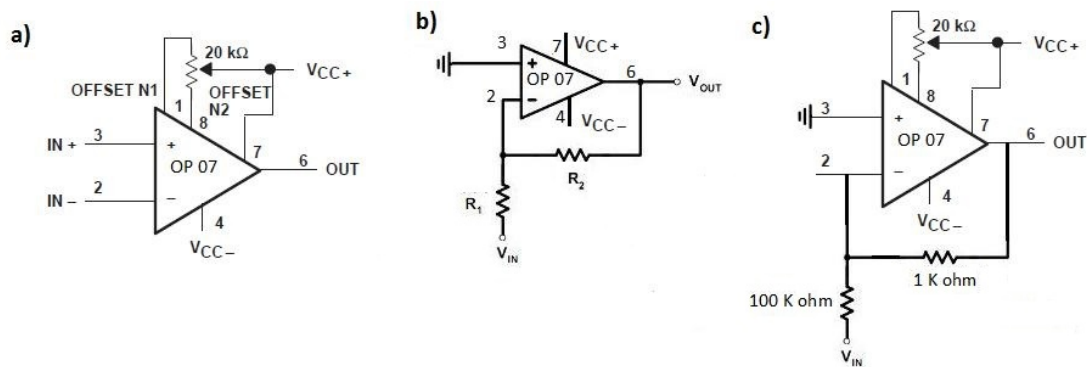 a)
20 kΩ
VCC+
OFFSET N1
OFFSET
N2
1
8
IN +
3
+
OP 07
7
6
OUT
IN –
2
–
4
VCC–
b)
3
7
VCC+
+
OP 07
6
VOUT
2
–
4
VCC–
R2
R1
VIN
c)
20 kΩ
VCC+
1
8
3
+
OP 07
7
6
OUT
2
–
4
VCC–
1 K ohm
100 K ohm
VIN